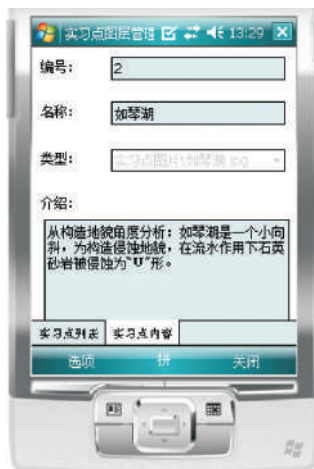 实习点图层管理 13:29
编号: 2
名称: 如琴湖
类型: 实习点图片\如琴湖.jpg
介绍:
从构造地貌角度分析：如琴湖是一个小向
斜，为构造侵蚀地貌，在流水作用下石英
砂岩被侵蚀为"U"形。
实习点列表 实习点内容
选项 拼 关闭